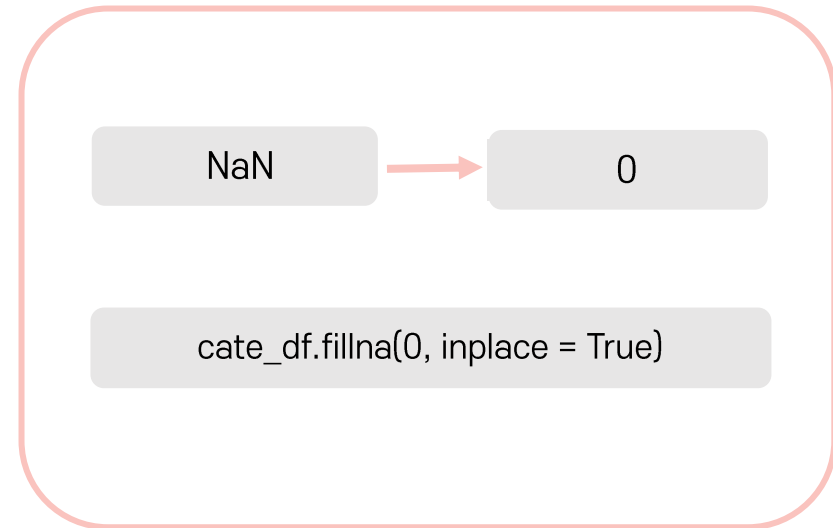 NaN
0
cate_df.fillna(0, inplace = True)